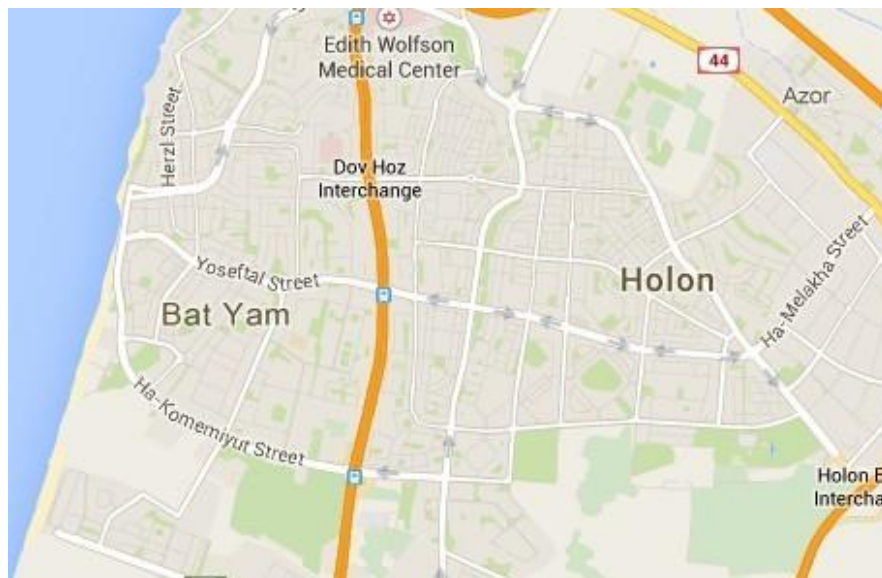 Edith Wolfson
Medical Center
44
Azor
Herzl Street
Dov Hoz
Interchange
Yoseftal Street
Holon
Ha-Melakha Street
Bat Yam
Ha-Komemiyut Street
Holon E
Intercha